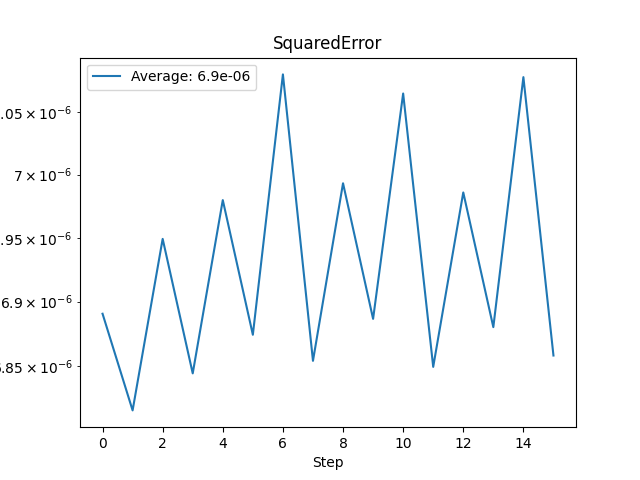 SquaredError
Average: 6.9e-06
.05 × 10⁻⁶
7 × 10⁻⁶
.95 × 10⁻⁶
6.9 × 10⁻⁶
.85 × 10⁻⁶
0 2 4 6 8 10 12 14
Step